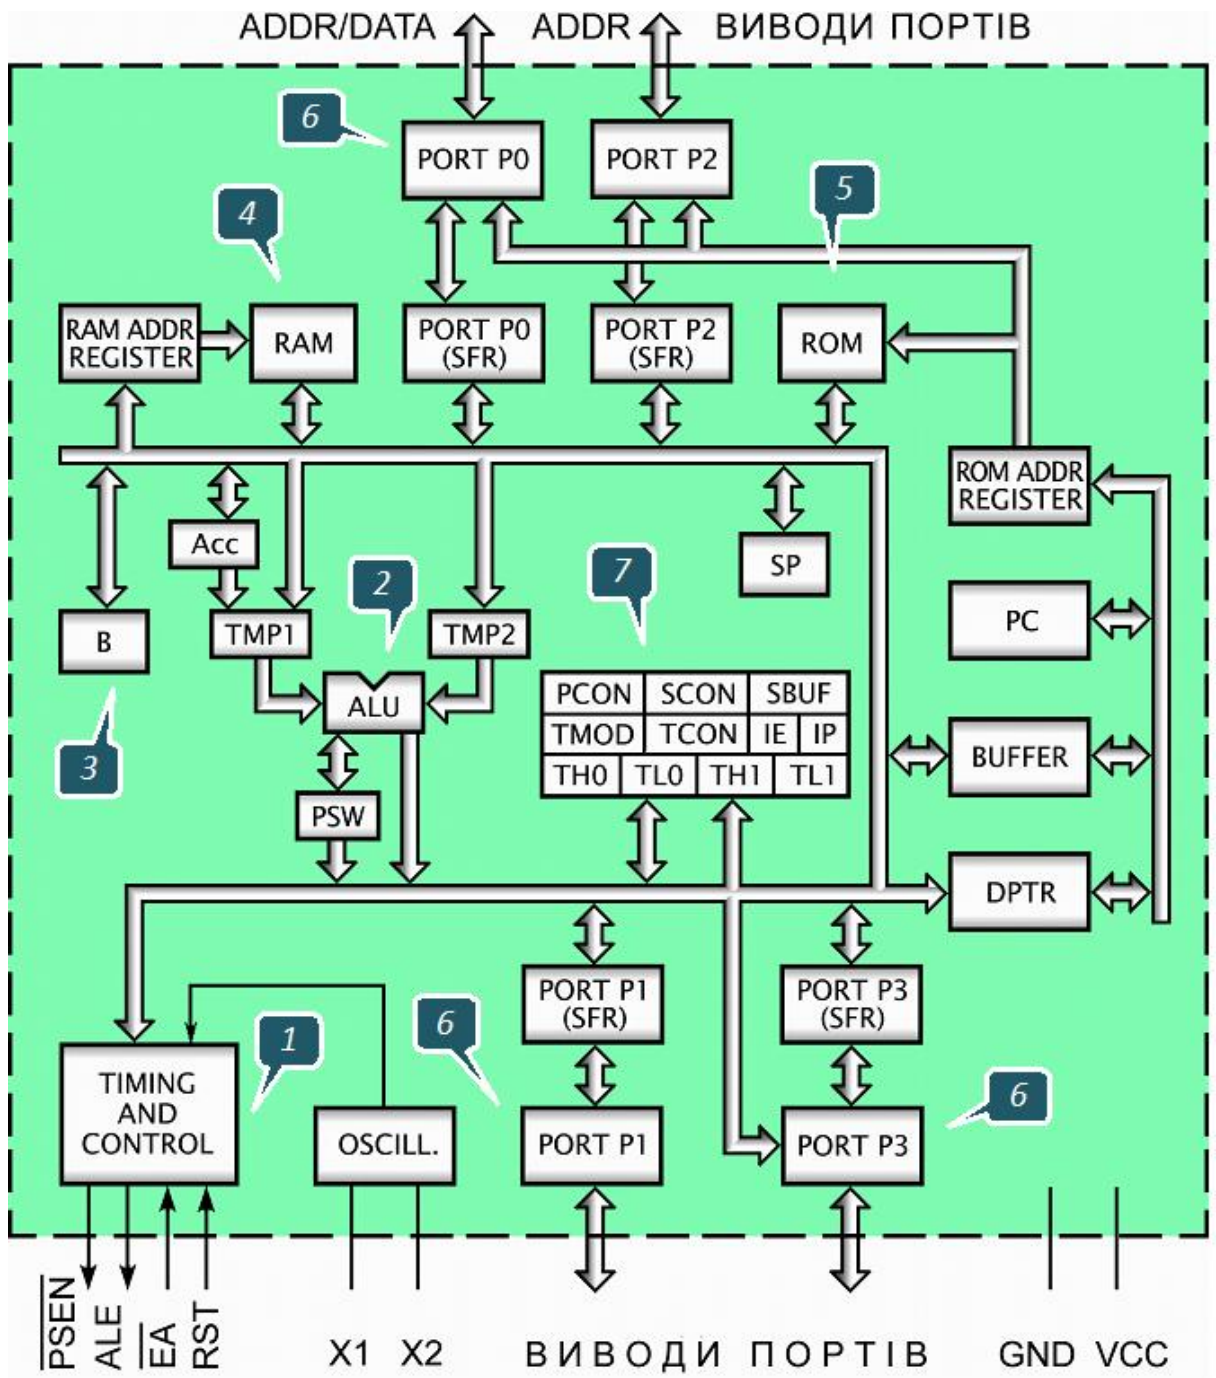 ADDR/DATA
ADDR
ВИВОДИ ПОРТІВ
6
PORT P0
PORT P2
5
4
RAM ADDR
REGISTER
RAM
PORT P0
(SFR)
PORT P2
(SFR)
ROM
ROM ADDR
REGISTER
Acc
SP
2
7
B
TMP1
TMP2
PC
ALU
PCON
SCON
SBUF
TMOD
TCON
IE
IP
TH0
TL0
TH1
TL1
3
BUFFER
PSW
DPTR
PORT P1
(SFR)
PORT P3
(SFR)
1
6
6
TIMING
AND
CONTROL
OSCILL.
PORT P1
PORT P3
PSEN
ALE
EA
RST
X1
X2
ВИВОДИ ПОРТІВ
GND
VCC